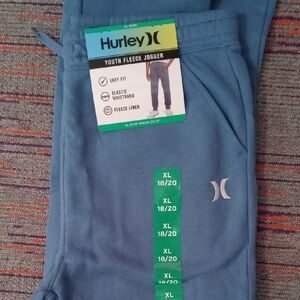 Hurley
YOUTH FLEECE JOGGER
EASY FIT
ELASTIC
WAISTBAND
FLEECE LINED
XL
18/20
XL
18/20
XL
18/20
XL
18/20
XL
18/20
XL